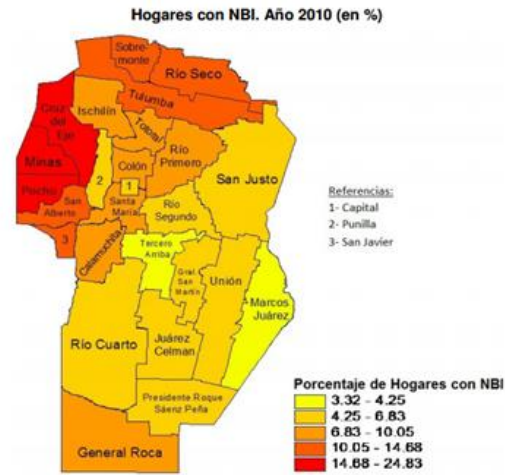 Hogares con NBI. Año 2010 (en %)
Sobre-
monte
Río Seco
Tulumba
Cruz
del
Eje
Ischilín
Totoral
Río
Primero
Minas
Colón
2
San Justo
Pocho
1
San
Alberto
Santa
María
Río
Segundo
3
Calamuchita
Tercero
Arriba
Gral.
San
Martín
Unión
Marcos
Juárez
Río Cuarto
Juárez
Celman
Presidente Roque
Sáenz Peña
General Roca
Referencias:
1- Capital
2- Punilla
3- San Javier
Porcentaje de Hogares con NBI
3.32 - 4.25
4.25 - 6.83
6.83 - 10.05
10.05 - 14.68
14.68 - 24.83